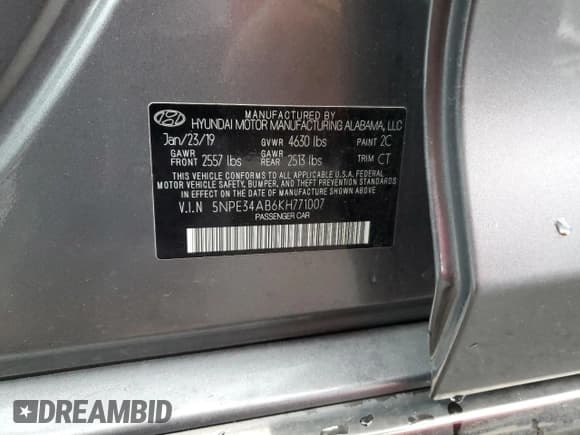 MANUFACTURED BY
HYUNDAI MOTOR MANUFACTURING ALABAMA, LLC
Jan/23/19 GVWR 4630 lbs PAINT 2C
GAWR GAWR
FRONT 2557 lbs REAR 2513 lbs TRIM CT
THIS VEHICLE CONFORMS TO ALL APPLICABLE U.S.A. FEDERAL
MOTOR VEHICLE SAFETY, BUMPER, AND THEFT PREVENTION STANDARDS
IN EFFECT ON THE DATE OF MANUFACTURE SHOWN ABOVE.
V.I.N 5NPE34AB6KH771007
PASSENGER CAR
DREAMBID